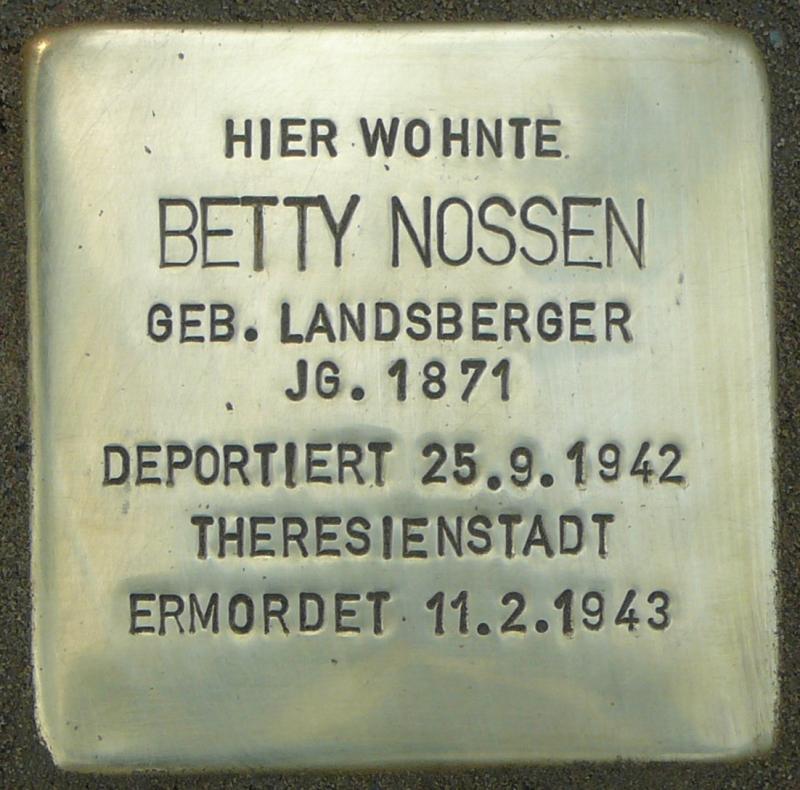 HIER WOHNTE
BETTY NOSSEN
GEB. LANDSBERGER
JG. 1871
DEPORTIERT 25.9.1942
THERESIENSTADT
ERMORDET 11.2.1943